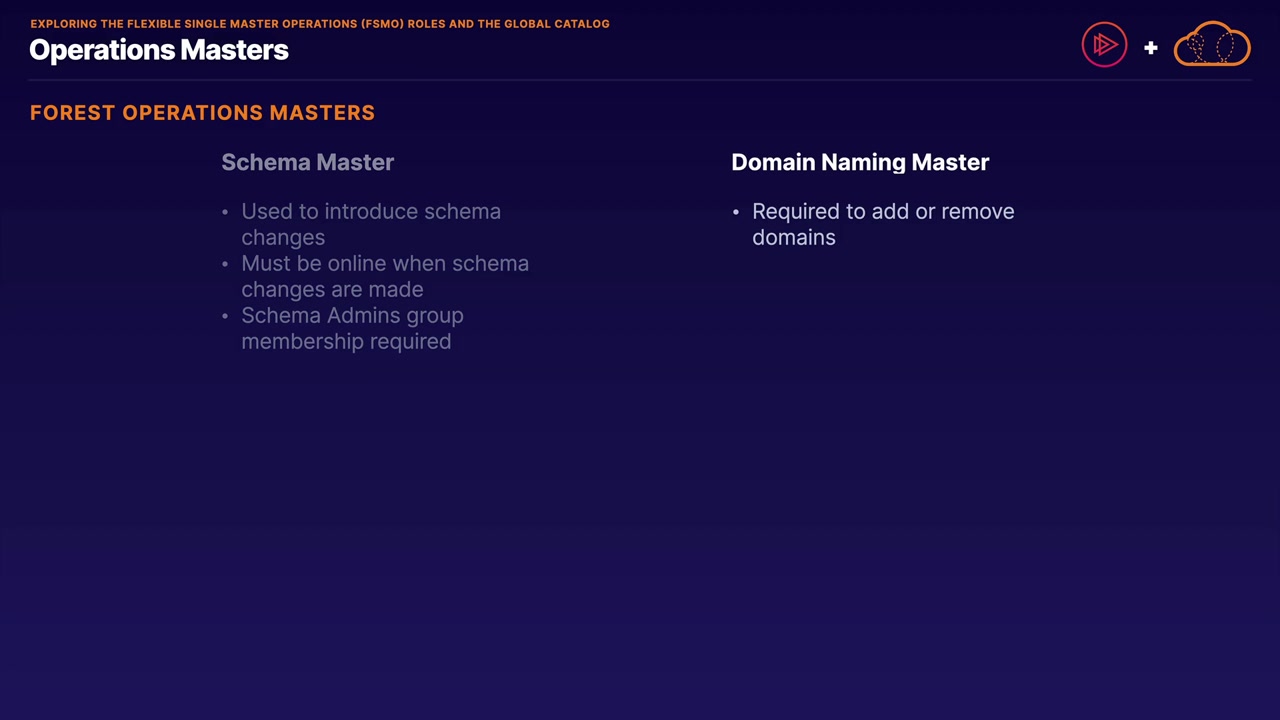 EXPLORING THE FLEXIBLE SINGLE MASTER OPERATIONS (FSMO) ROLES AND THE GLOBAL CATALOG
Operations Masters
+
FOREST OPERATIONS MASTERS
Schema Master
• Used to introduce schema
changes
• Must be online when schema
changes are made
• Schema Admins group
membership required
Domain Naming Master
• Required to add or remove
domains